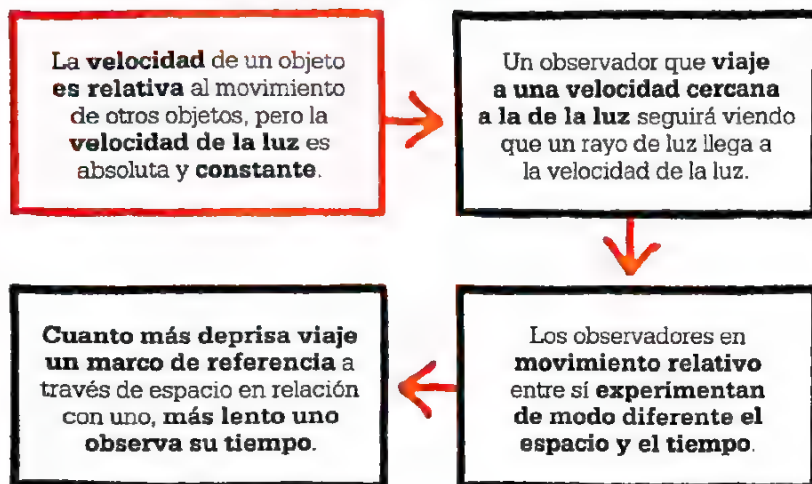 La velocidad de un objeto
es relativa al movimiento
de otros objetos, pero la
velocidad de la luz es
absoluta y constante.
Un observador que viaje
a una velocidad cercana
a la de la luz seguirá viendo
que un rayo de luz llega a
la velocidad de la luz.
Los observadores en
movimiento relativo
entre sí experimentan
de modo diferente el
espacio y el tiempo.
Cuanto más deprisa viaje
un marco de referencia a
través de espacio en relación
con uno, más lento uno
observa su tiempo.